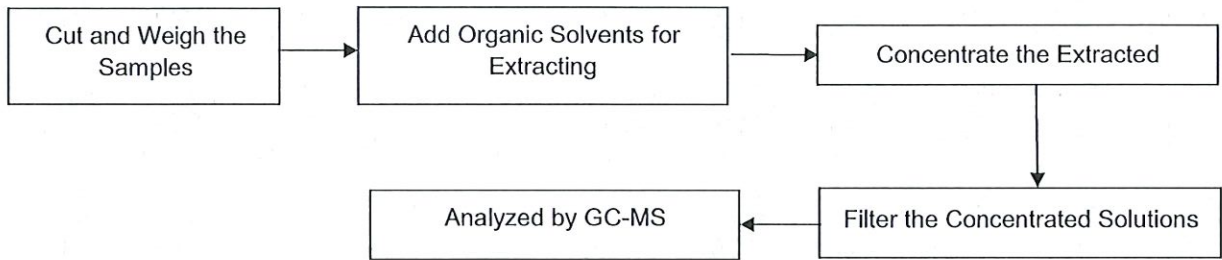 Cut and Weigh the
Samples
Add Organic Solvents for
Extracting
Concentrate the Extracted
Filter the Concentrated Solutions
Analyzed by GC-MS